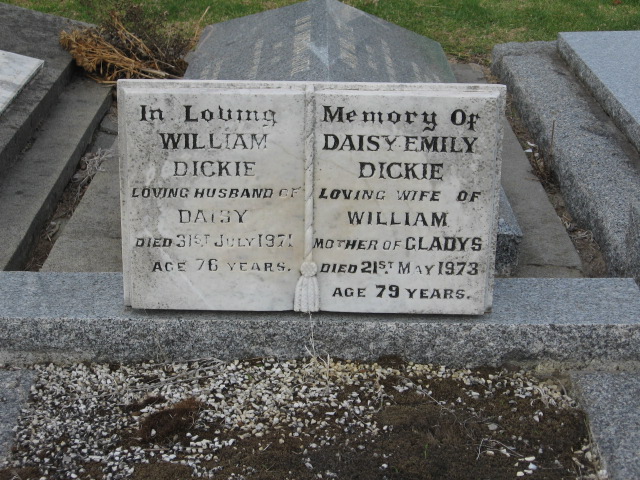 In Loving
WILLIAM
DICKIE
LOVING HUSBAND OF
DAISY
DIED 31ST JULY 1971
AGE 76 YEARS.
Memory Of
DAISY EMILY
DICKIE
LOVING WIFE OF
WILLIAM
MOTHER OF GLADYS
DIED 21ST MAY 1973
AGE 79 YEARS.